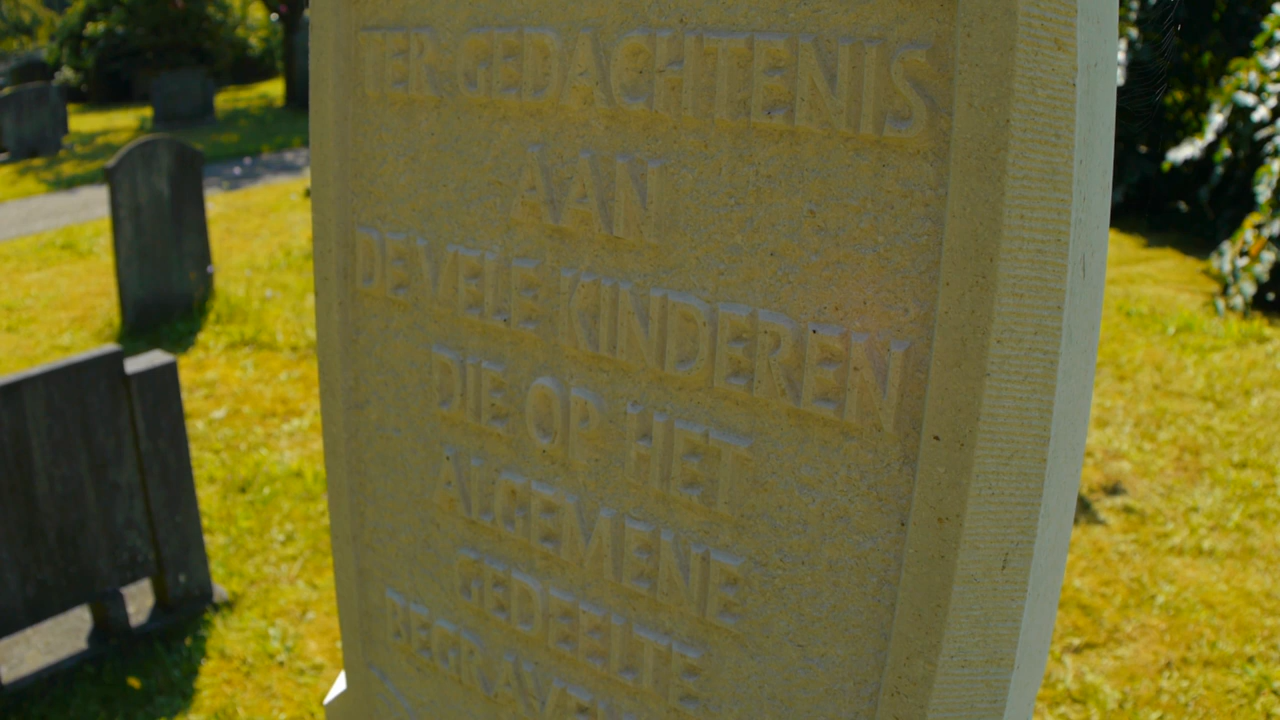 TER GEDACHTENIS
AAN
DE VELE KINDEREN
DIE OP HET
ALGEMENE
GEDEELTE
BEGRAVEN